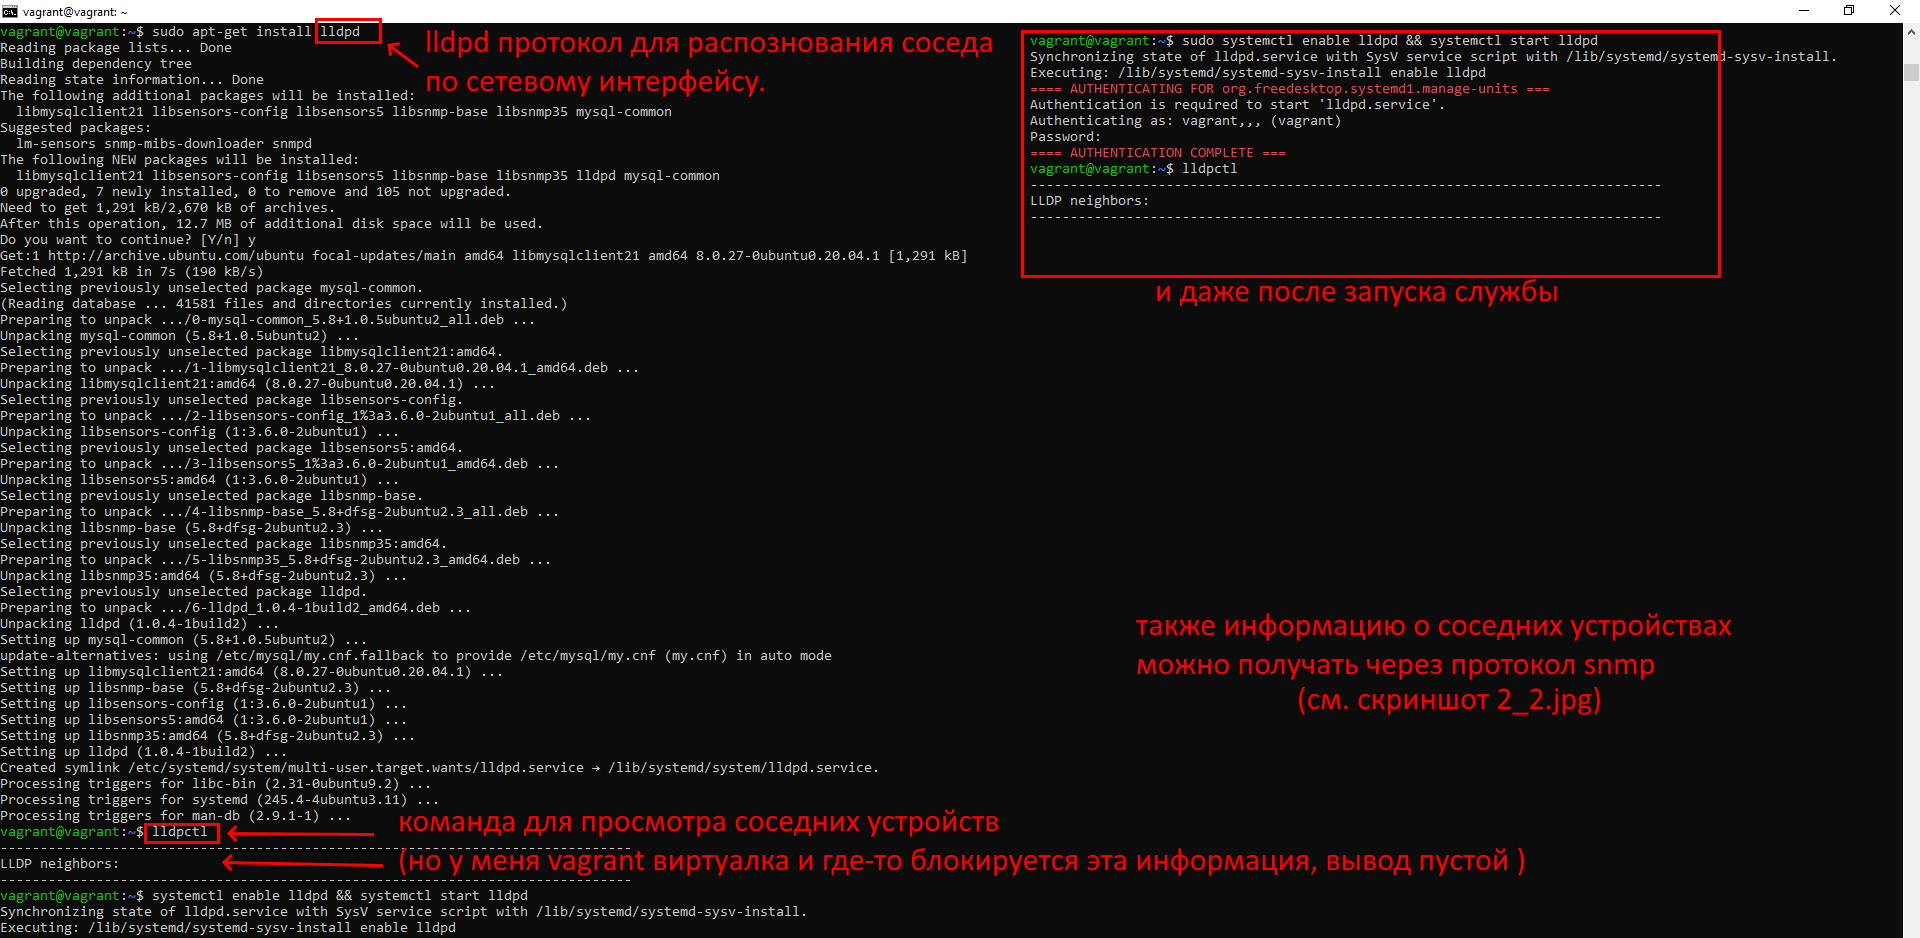 vagrant@vagrant: ~
vagrant@vagrant:~$ sudo apt-get install lldpd
Reading package lists... Done
Building dependency tree
Reading state information... Done
The following additional packages will be installed:
  libmysqlclient21 libsensors-config libsensors5 libsnmp-base libsnmp35 mysql-common
Suggested packages:
  lm-sensors snmp-mibs-downloader snmpd
The following NEW packages will be installed:
  libmysqlclient21 libsensors-config libsensors5 libsnmp-base libsnmp35 lldpd mysql-common
0 upgraded, 7 newly installed, 0 to remove and 105 not upgraded.
Need to get 1,291 kB/2,670 kB of archives.
After this operation, 12.7 MB of additional disk space will be used.
Do you want to continue? [Y/n] y
Get:1 http://archive.ubuntu.com/ubuntu focal-updates/main amd64 libmysqlclient21 amd64 8.0.27-0ubuntu0.20.04.1 [1,291 kB]
Fetched 1,291 kB in 7s (190 kB/s)
Selecting previously unselected package mysql-common.
(Reading database ... 41581 files and directories currently installed.)
Preparing to unpack .../0-mysql-common_5.8+1.0.5ubuntu2_all.deb ...
Unpacking mysql-common (5.8+1.0.5ubuntu2) ...
Selecting previously unselected package libmysqlclient21:amd64.
Preparing to unpack .../1-libmysqlclient21_8.0.27-0ubuntu0.20.04.1_amd64.deb ...
Unpacking libmysqlclient21:amd64 (8.0.27-0ubuntu0.20.04.1) ...
Selecting previously unselected package libsensors-config.
Preparing to unpack .../2-libsensors-config_1%3a3.6.0-2ubuntu1_all.deb ...
Unpacking libsensors-config (1:3.6.0-2ubuntu1) ...
Selecting previously unselected package libsensors5:amd64.
Preparing to unpack .../3-libsensors5_1%3a3.6.0-2ubuntu1_amd64.deb ...
Unpacking libsensors5:amd64 (1:3.6.0-2ubuntu1) ...
Selecting previously unselected package libsnmp-base.
Preparing to unpack .../4-libsnmp-base_5.8+dfsg-2ubuntu2.3_all.deb ...
Unpacking libsnmp-base (5.8+dfsg-2ubuntu2.3) ...
Selecting previously unselected package libsnmp35:amd64.
Preparing to unpack .../5-libsnmp35_5.8+dfsg-2ubuntu2.3_amd64.deb ...
Unpacking libsnmp35:amd64 (5.8+dfsg-2ubuntu2.3) ...
Selecting previously unselected package lldpd.
Preparing to unpack .../6-lldpd_1.0.4-1build2_amd64.deb ...
Unpacking lldpd (1.0.4-1build2) ...
Setting up mysql-common (5.8+1.0.5ubuntu2) ...
update-alternatives: using /etc/mysql/my.cnf.fallback to provide /etc/mysql/my.cnf (my.cnf) in auto mode
Setting up libmysqlclient21:amd64 (8.0.27-0ubuntu0.20.04.1) ...
Setting up libsnmp-base (5.8+dfsg-2ubuntu2.3) ...
Setting up libsensors-config (1:3.6.0-2ubuntu1) ...
Setting up libsensors5:amd64 (1:3.6.0-2ubuntu1) ...
Setting up libsnmp35:amd64 (5.8+dfsg-2ubuntu2.3) ...
Setting up lldpd (1.0.4-1build2) ...
Created symlink /etc/systemd/system/multi-user.target.wants/lldpd.service → /lib/systemd/system/lldpd.service.
Processing triggers for libc-bin (2.31-0ubuntu9.2) ...
Processing triggers for systemd (245.4-4ubuntu3.11) ...
Processing triggers for man-db (2.9.1-1) ...
vagrant@vagrant:~$ lldpctl
-------------------------------------------------------------------------------
LLDP neighbors:
-------------------------------------------------------------------------------
vagrant@vagrant:~$ systemctl enable lldpd && systemctl start lldpd
Synchronizing state of lldpd.service with SysV service script with /lib/systemd/systemd-sysv-install.
Executing: /lib/systemd/systemd-sysv-install enable lldpd
lldpd протокол для распознования соседа
по сетевому интерфейсу.
vagrant@vagrant:~$ sudo systemctl enable lldpd && systemctl start lldpd
Synchronizing state of lldpd.service with SysV service script with /lib/systemd/systemd-sysv-install.
Executing: /lib/systemd/systemd-sysv-install enable lldpd
==== AUTHENTICATING FOR org.freedesktop.systemd1.manage-units ===
Authentication is required to start 'lldpd.service'.
Authenticating as: vagrant,,, (vagrant)
Password:
==== AUTHENTICATION COMPLETE ===
vagrant@vagrant:~$ lldpctl
-------------------------------------------------------------------------------
LLDP neighbors:
-------------------------------------------------------------------------------
и даже после запуска службы
также информацию о соседних устройствах
можно получать через протокол snmp
(см. скриншот 2_2.jpg)
команда для просмотра соседних устройств
(но у меня vagrant виртуалка и где-то блокируется эта информация, вывод пустой )